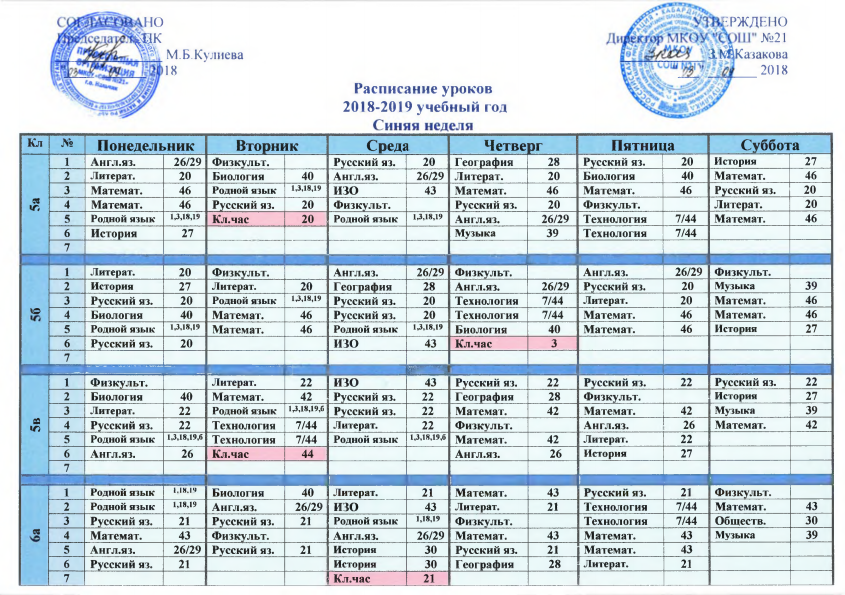 СОГЛАСОВАНО УТВЕРЖДЕНО
Председатель ПК Директор МКОУ "СОШ" №21
М.Б.Кулиева З.М.Казакова
2018 2018
Расписание уроков
2018-2019 учебный год
Синяя неделя
Кл № Понедельник Вторник Среда Четверг Пятница Суббота
5а
1 Англ.яз. 26/29 Физкульт. Русский яз. 20 География 28 Русский яз. 20 История 27
2 Литерат. 20 Биология 40 Англ.яз. 26/29 Литерат. 20 Биология 40 Математ. 46
3 Математ. 46 Родной язык 1,3,18,19 ИЗО 43 Математ. 46 Математ. 46 Русский яз. 20
4 Математ. 46 Русский яз. 20 Физкульт. Русский яз. 20 Физкульт. Литерат. 20
5 Родной язык 1,3,18,19 Кл.час 20 Родной язык 1,3,18,19 Англ.яз. 26/29 Технология 7/44 Математ. 46
6 История 27 Музыка 39 Технология 7/44
7
5б
1 Литерат. 20 Физкульт. Англ.яз. 26/29 Физкульт. Англ.яз. 26/29 Физкульт.
2 История 27 Литерат. 20 География 28 Англ.яз. 26/29 Русский яз. 20 Музыка 39
3 Русский яз. 20 Родной язык 1,3,18,19 Русский яз. 20 Технология 7/44 Литерат. 20 Математ. 46
4 Биология 40 Математ. 46 Русский яз. 20 Технология 7/44 Математ. 46 Математ. 46
5 Родной язык 1,3,18,19 Математ. 46 Родной язык 1,3,18,19 Биология 40 Математ. 46 История 27
6 Русский яз. 20 ИЗО 43 Кл.час 3
7
5в
1 Физкульт. Литерат. 22 ИЗО 43 Русский яз. 22 Русский яз. 22 Русский яз. 22
2 Биология 40 Математ. 42 Русский яз. 22 География 28 Физкульт. История 27
3 Литерат. 22 Родной язык 1,3,18,19,6 Русский яз. 22 Математ. 42 Математ. 42 Музыка 39
4 Русский яз. 22 Технология 7/44 Литерат. 22 Физкульт. Англ.яз. 26 Математ. 42
5 Родной язык 1,3,18,19,6 Технология 7/44 Родной язык 1,3,18,19,6 Математ. 42 Литерат. 22
6 Англ.яз. 26 Кл.час 44 Англ.яз. 26 История 27
7
6а
1 Родной язык 1,18,19 Биология 40 Литерат. 21 Математ. 43 Русский яз. 21 Физкульт.
2 Родной язык 1,18,19 Англ.яз. 26/29 ИЗО 43 Литерат. 21 Технология 7/44 Математ. 43
3 Русский яз. 21 Русский яз. 21 Родной язык 1,18,19 Физкульт. Технология 7/44 Обществ. 30
4 Математ. 43 Физкульт. Англ.яз. 26/29 Математ. 43 Математ. 43 Музыка 39
5 Англ.яз. 26/29 Русский яз. 21 История 30 Русский яз. 21 Математ. 43
6 Русский яз. 21 История 30 География 28 Литерат. 21
7 Кл.час 21